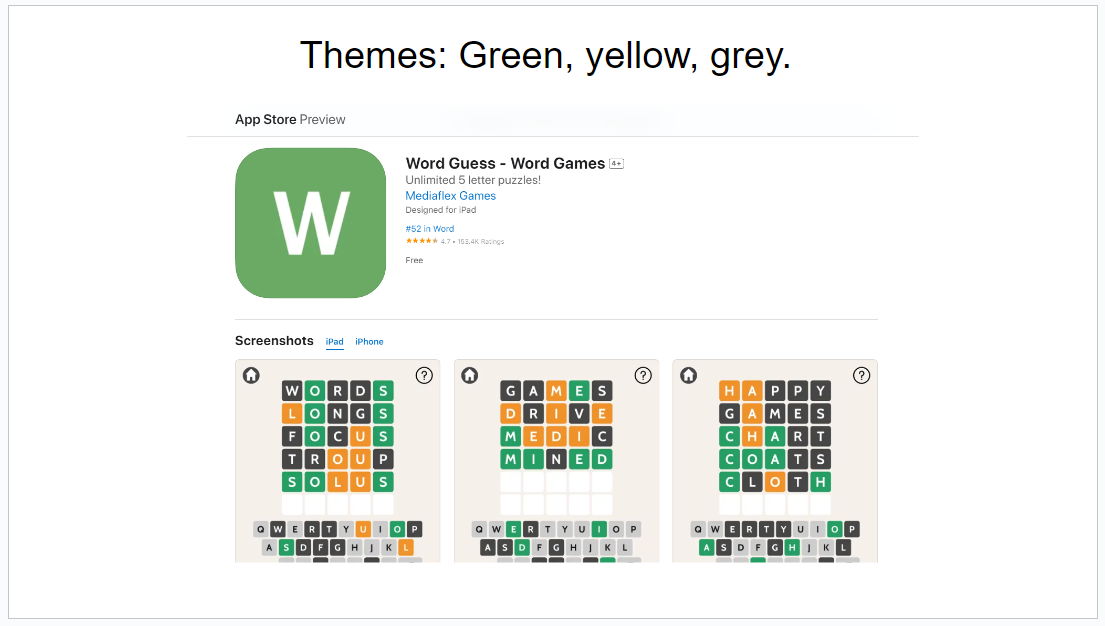 Themes: Green, yellow, grey.
App Store Preview
W
Word Guess - Word Games 4+
Unlimited 5 letter puzzles!
Mediaflex Games
Designed for iPad
#52 in Word
★★★★★ 4.7 • 153.4K Ratings
Free
Screenshots iPad iPhone
?
W O R D S
L O N G S
F O C U S
T R O U P
S O L U S
Q W E R T Y U I O P
A S D F G H J K L
?
G A M E S
D R I V E
M E D I C
M I N E D
Q W E R T Y U I O P
A S D F G H J K L
?
H A P P Y
G A M E S
C H A R T
C O A T S
C L O T H
Q W E R T Y U I O P
A S D F G H J K L